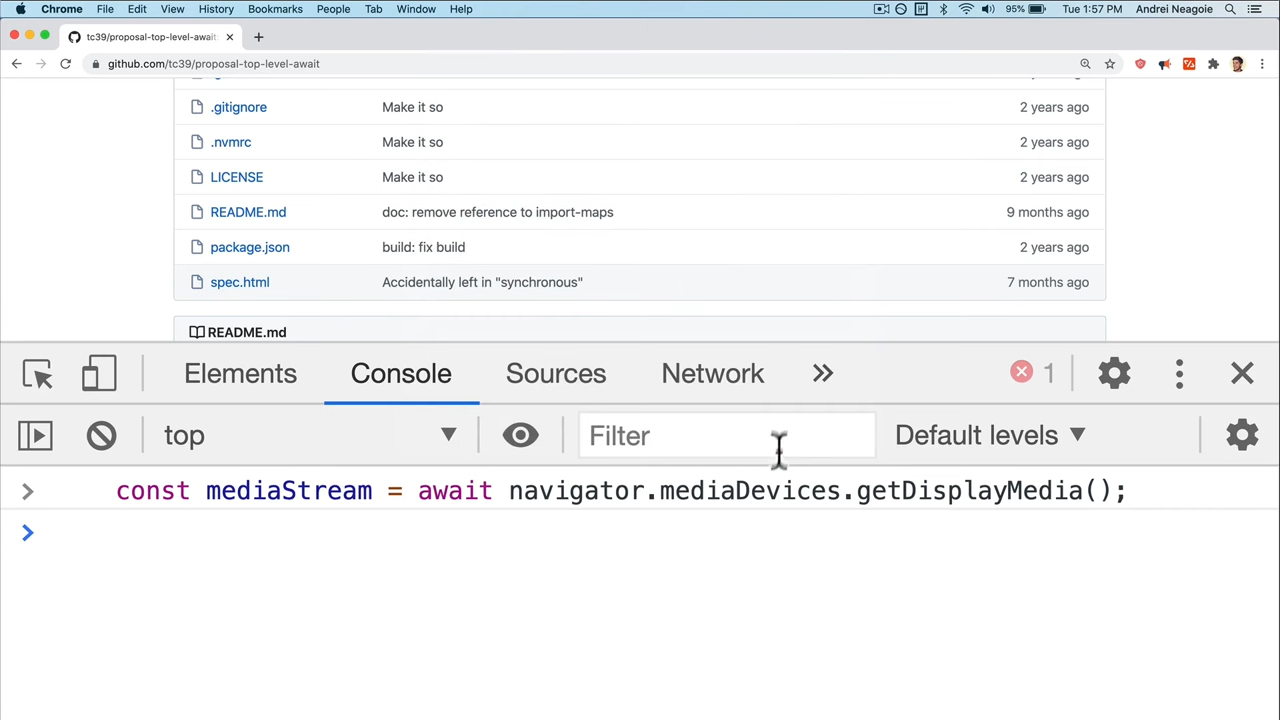 Chrome File Edit View History Bookmarks People Tab Window Help 95% Tue 1:57 PM Andrei Neagoie
tc39/proposal-top-level-await:
github.com/tc39/proposal-top-level-await
.gitignore Make it so 2 years ago
.nvmrc Make it so 2 years ago
LICENSE Make it so 2 years ago
README.md doc: remove reference to import-maps 9 months ago
package.json build: fix build 2 years ago
spec.html Accidentally left in "synchronous" 7 months ago
README.md
Elements Console Sources Network 1
top Filter Default levels
const mediaStream = await navigator.mediaDevices.getDisplayMedia();